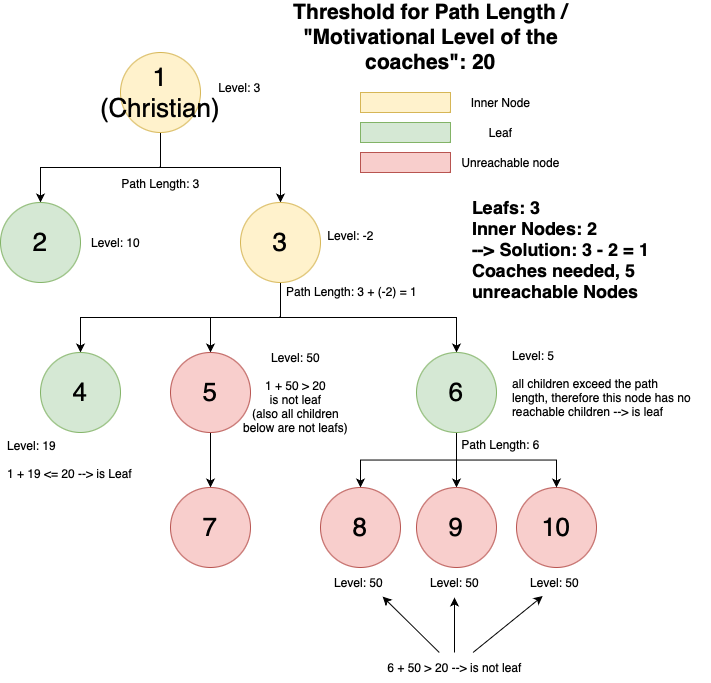 Threshold for Path Length /
"Motivational Level of the
coaches": 20
1
(Christian)
Level: 3
Inner Node
Leaf
Unreachable node
Path Length: 3
2
Level: 10
3
Level: -2
Leafs: 3
Inner Nodes: 2
--> Solution: 3 - 2 = 1
Coaches needed, 5
unreachable Nodes
Path Length: 3 + (-2) = 1
4
Level: 19
1 + 19 <= 20 --> is Leaf
5
Level: 50
1 + 50 > 20
is not leaf
(also all children
below are not leafs)
6
Level: 5
all children exceed the path
length, therefore this node has no
reachable children --> is leaf
Path Length: 6
7
8
9
10
Level: 50
Level: 50
Level: 50
6 + 50 > 20 --> is not leaf